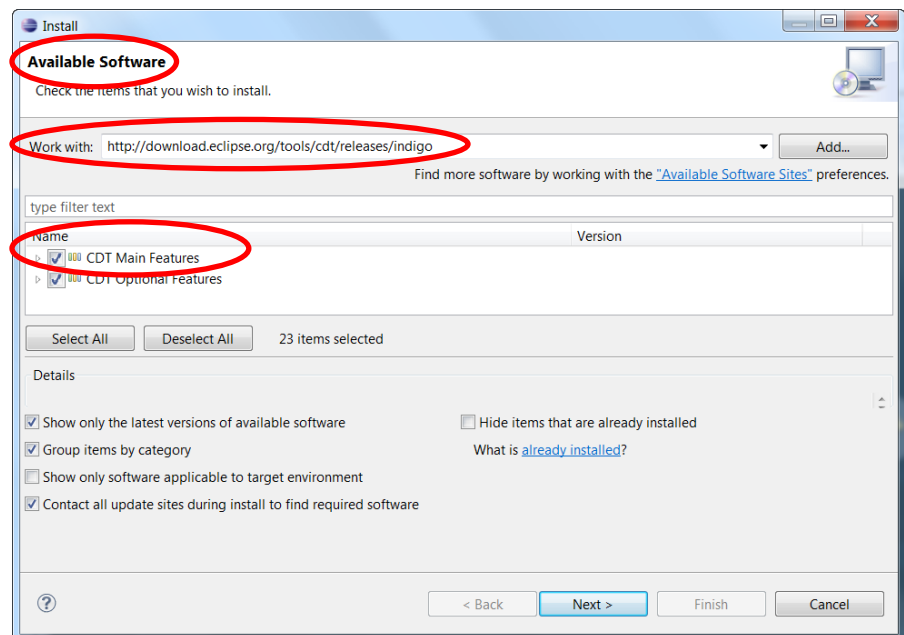 Install
Available Software
Check the items that you wish to install.
Work with: http://download.eclipse.org/tools/cdt/releases/indigo Add...
Find more software by working with the "Available Software Sites" preferences.
type filter text
Name Version
CDT Main Features
CDT Optional Features
Select All Deselect All 23 items selected
Details
Show only the latest versions of available software Hide items that are already installed
Group items by category What is already installed?
Show only software applicable to target environment
Contact all update sites during install to find required software
? < Back Next > Finish Cancel